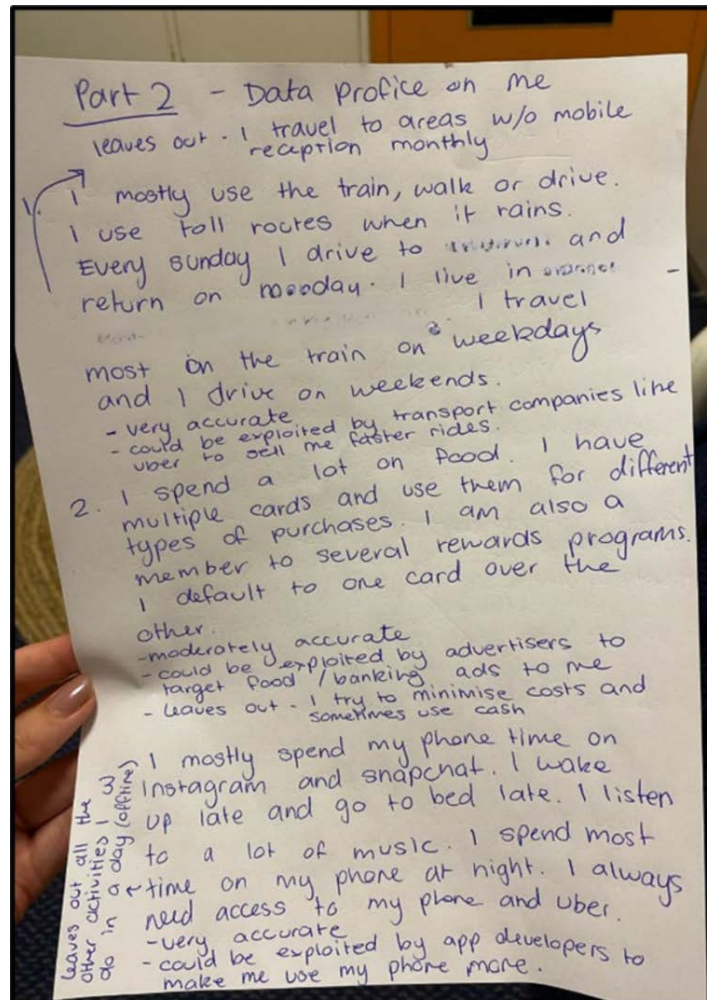 Part 2 - Data Profice on me
leaves out - I travel to areas w/o mobile
reception monthly
1. I mostly use the train, walk or drive.
I use toll routes when it rains.
Every sunday I drive to and
return on mooday. I live in -
I travel
most on the train on weekdays
and I drive on weekends.
- very accurate
- could be exploited by transport companies like
uber to sell me faster rides.
2. I spend a lot on food. I have
multiple cards and use them for different
types of purchases. I am also a
member to several rewards programs.
I default to one card over the
other.
- moderately accurate
- could be exploited by advertisers to
target food / banking ads to me
- leaves out - I try to minimise costs and
sometimes use cash
3 I mostly spend my phone time on
Instagram and snapchat. I wake
up late and go to bed late. I listen
to a lot of music. I spend most
time on my phone at night. I always
need access to my phone and uber.
- very accurate
- could be exploited by app developers to
make me use my phone more.
leaves out all the
other activities I
do in a day (offline)